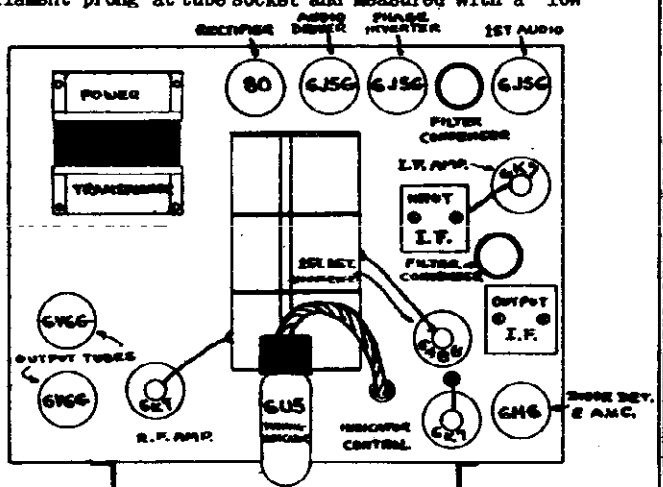 filament prong at tube socket and measured with a "low
RECTIFIER
AUDIO DRIVER
PHASE INVERTER
1ST AUDIO
POWER
80
6J5G
6J5G
6J5G
FILTER CONDENSER
I.F. AMP.
6K7
INPUT
I.F.
TRANSFORMER
1ST. DET.
FILTER CONDENSER
OUTPUT
I.F.
6V6G
OUTPUT TUBES
6V6G
6K7
R.F. AMP.
6U5
TUNING INDICATOR
INDICATOR CONTROL.
6K7
6H6
DIODE DET.
& A.V.C.